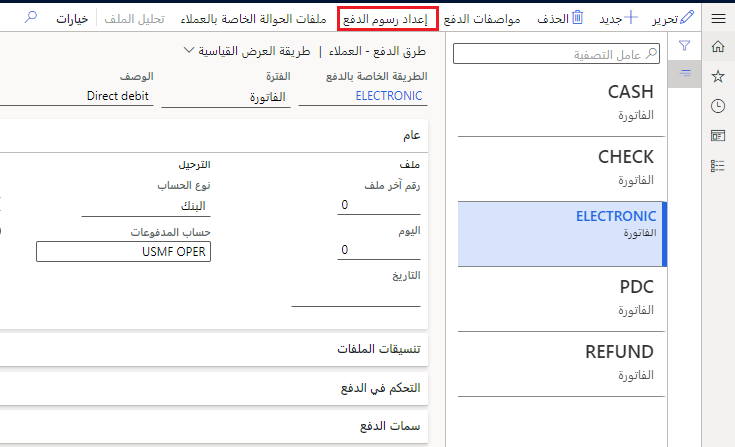 تحرير
جديد
الحذف
مواصفات الدفع
إعداد رسوم الدفع
ملفات الحوالة الخاصة بالعملاء
تحليل الملف
خيارات
عامل التصفية
CASH
الفاتورة
CHECK
الفاتورة
ELECTRONIC
الفاتورة
PDC
الفاتورة
REFUND
الفاتورة
طرق الدفع - العملاء | طريقة العرض القياسية
الطريقة الخاصة بالدفع
ELECTRONIC
الفترة
الفاتورة
الوصف
Direct debit
عام
ملف
رقم آخر ملف
0
اليوم
0
التاريخ
الترحيل
نوع الحساب
البنك
حساب المدفوعات
USMF OPER
تنسيقات الملفات
التحكم في الدفع
سمات الدفع